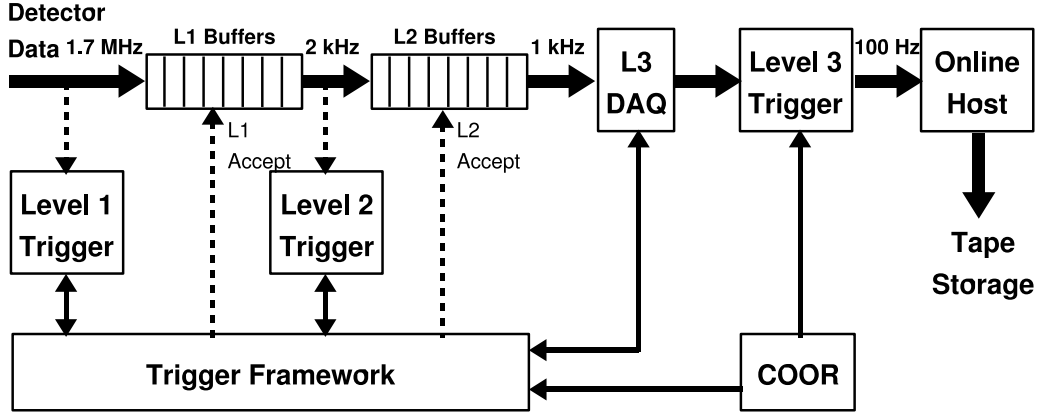 Detector
Data 1.7 MHz
L1 Buffers
2 kHz
L2 Buffers
1 kHz
L3
DAQ
Level 3
Trigger
100 Hz
Online
Host
L1
Accept
L2
Accept
Level 1
Trigger
Level 2
Trigger
Tape
Storage
Trigger Framework
COOR